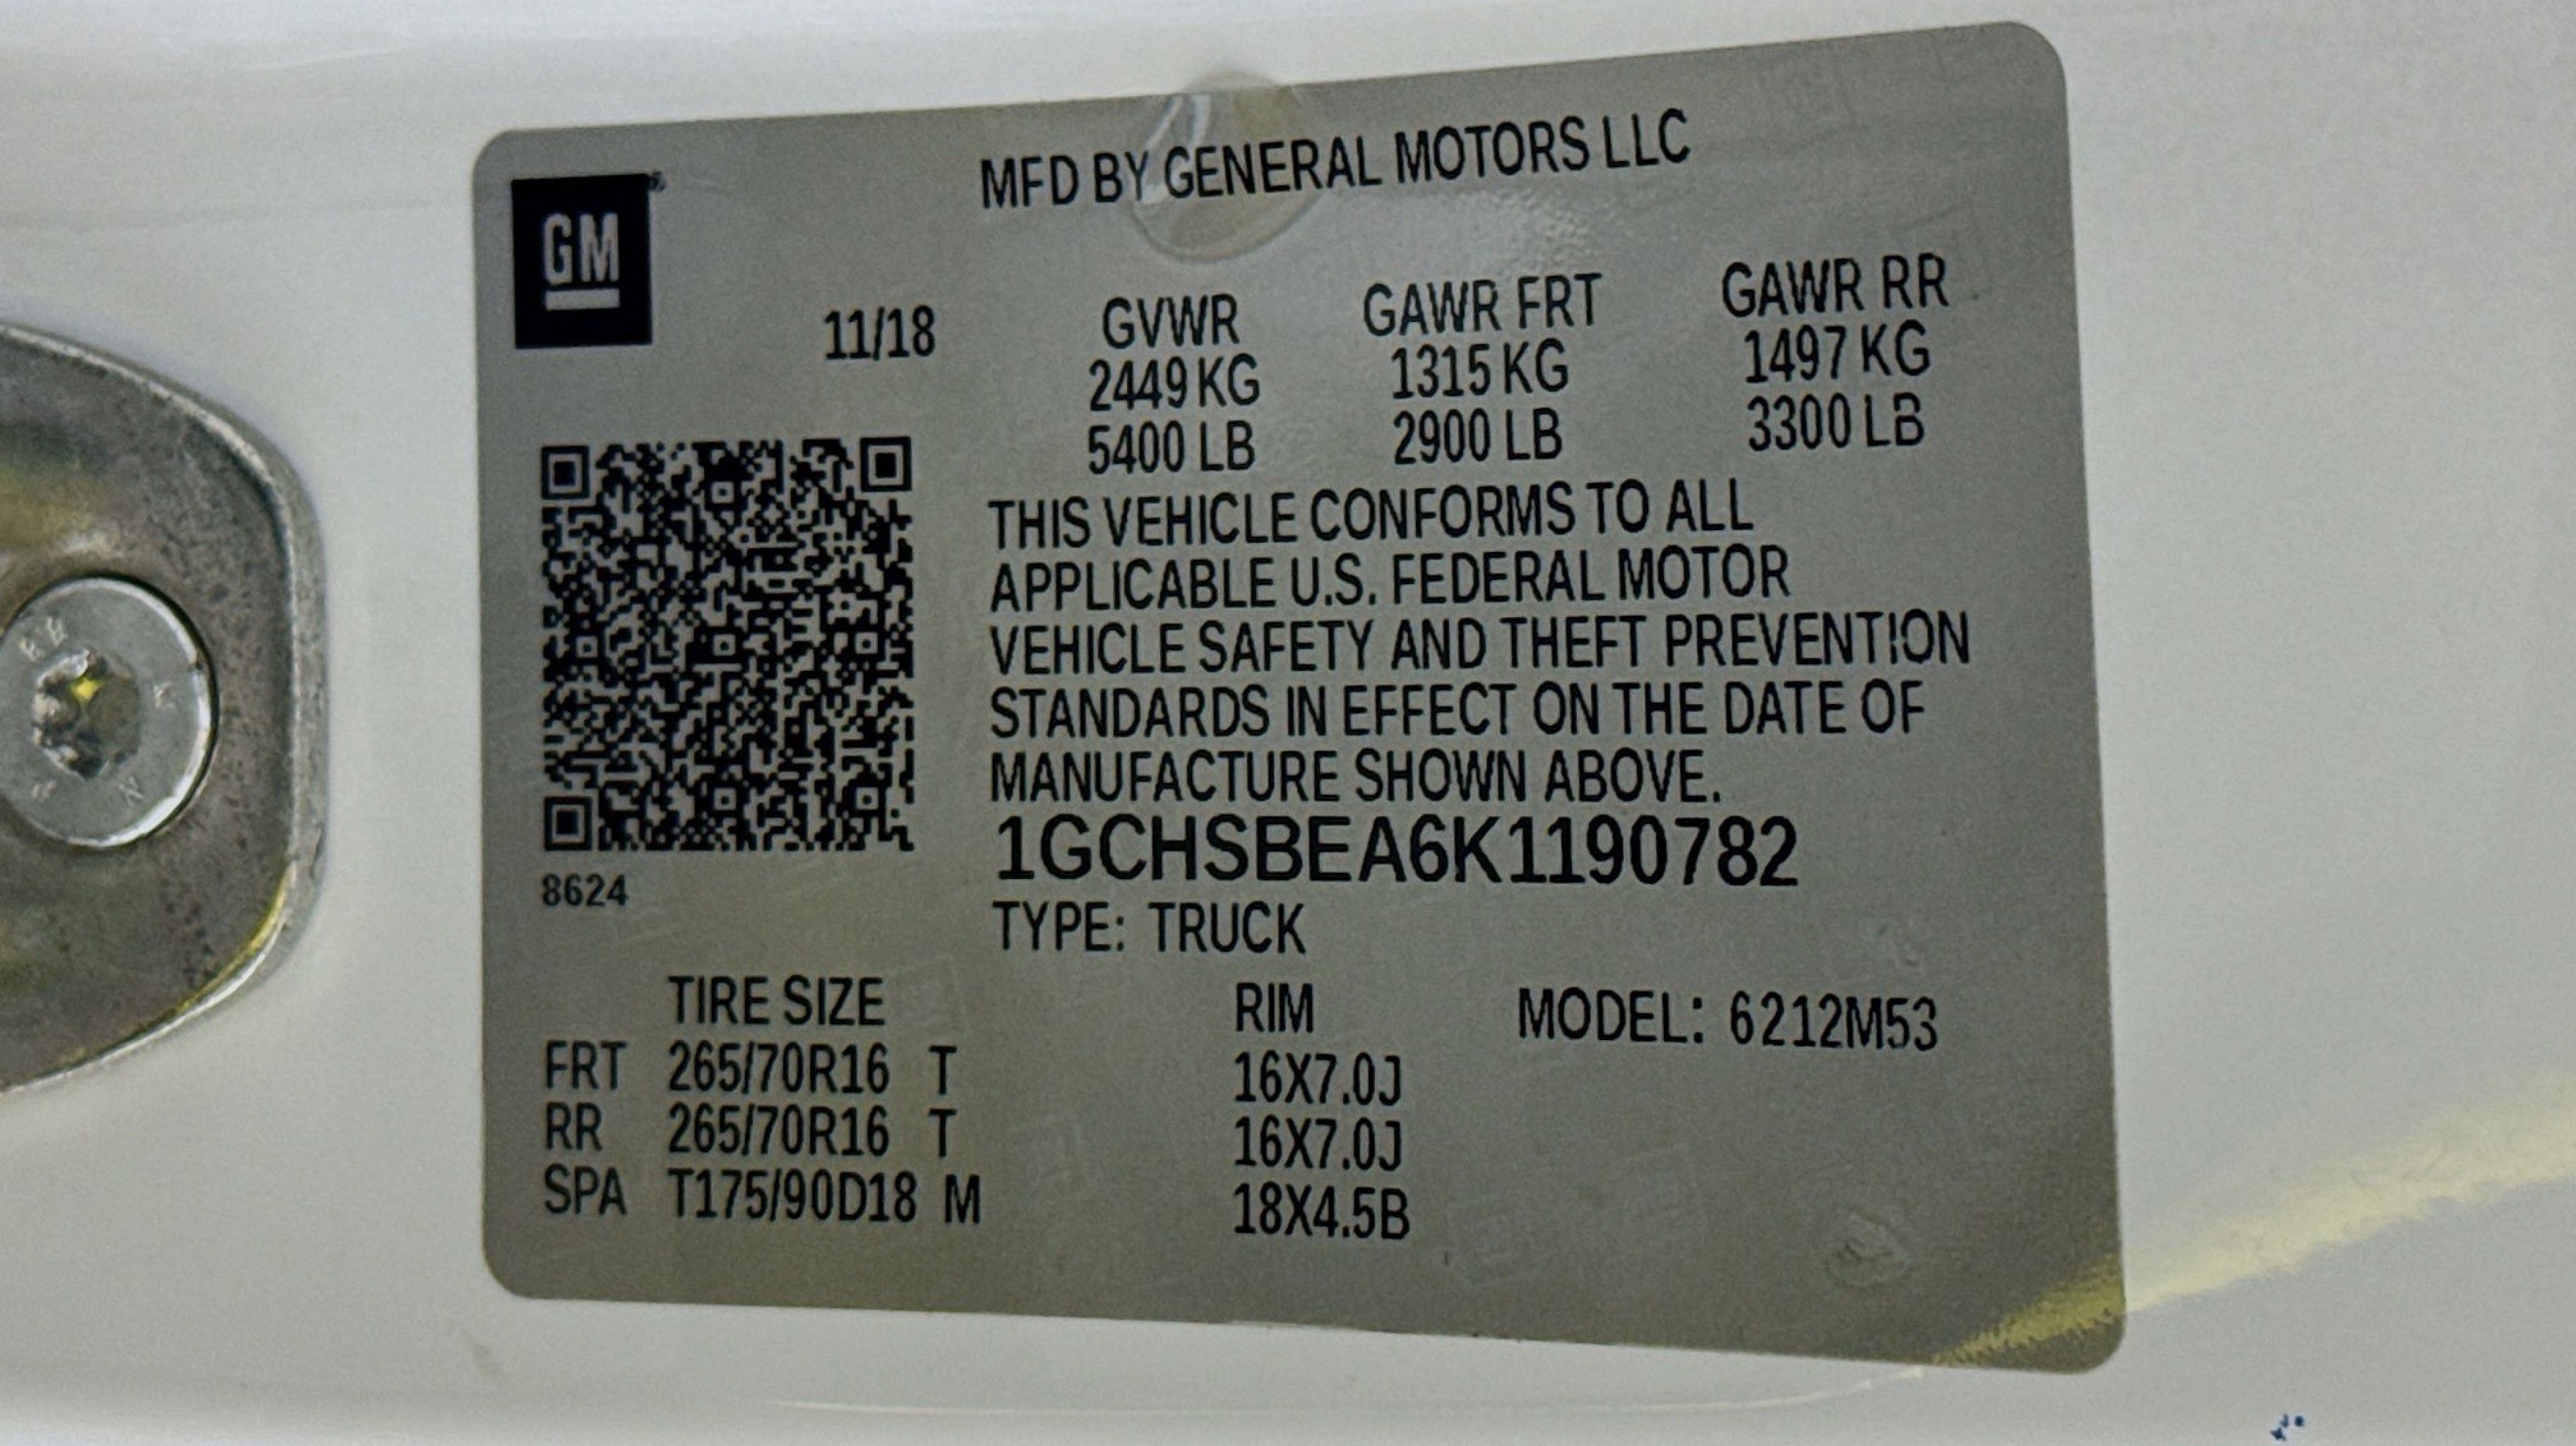 MFD BY GENERAL MOTORS LLC
GM
11/18
GVWR GAWR FRT GAWR RR
2449 KG 1315 KG 1497 KG
5400 LB 2900 LB 3300 LB
THIS VEHICLE CONFORMS TO ALL
APPLICABLE U.S. FEDERAL MOTOR
VEHICLE SAFETY AND THEFT PREVENTION
STANDARDS IN EFFECT ON THE DATE OF
MANUFACTURE SHOWN ABOVE.
1GCHSBEA6K1190782
8624
TYPE: TRUCK
TIRE SIZE RIM MODEL: 6212M53
FRT 265/70R16 T 16X7.0J
RR 265/70R16 T 16X7.0J
SPA T175/90D18 M 18X4.5B